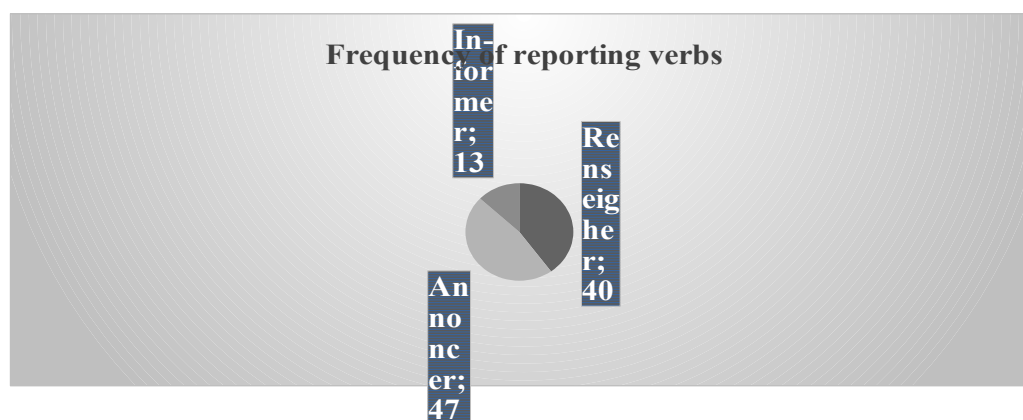 Frequency of reporting verbs
In-
for
me
r;
13
Re
ns
eig
he
r;
40
An
no
nc
er;
47